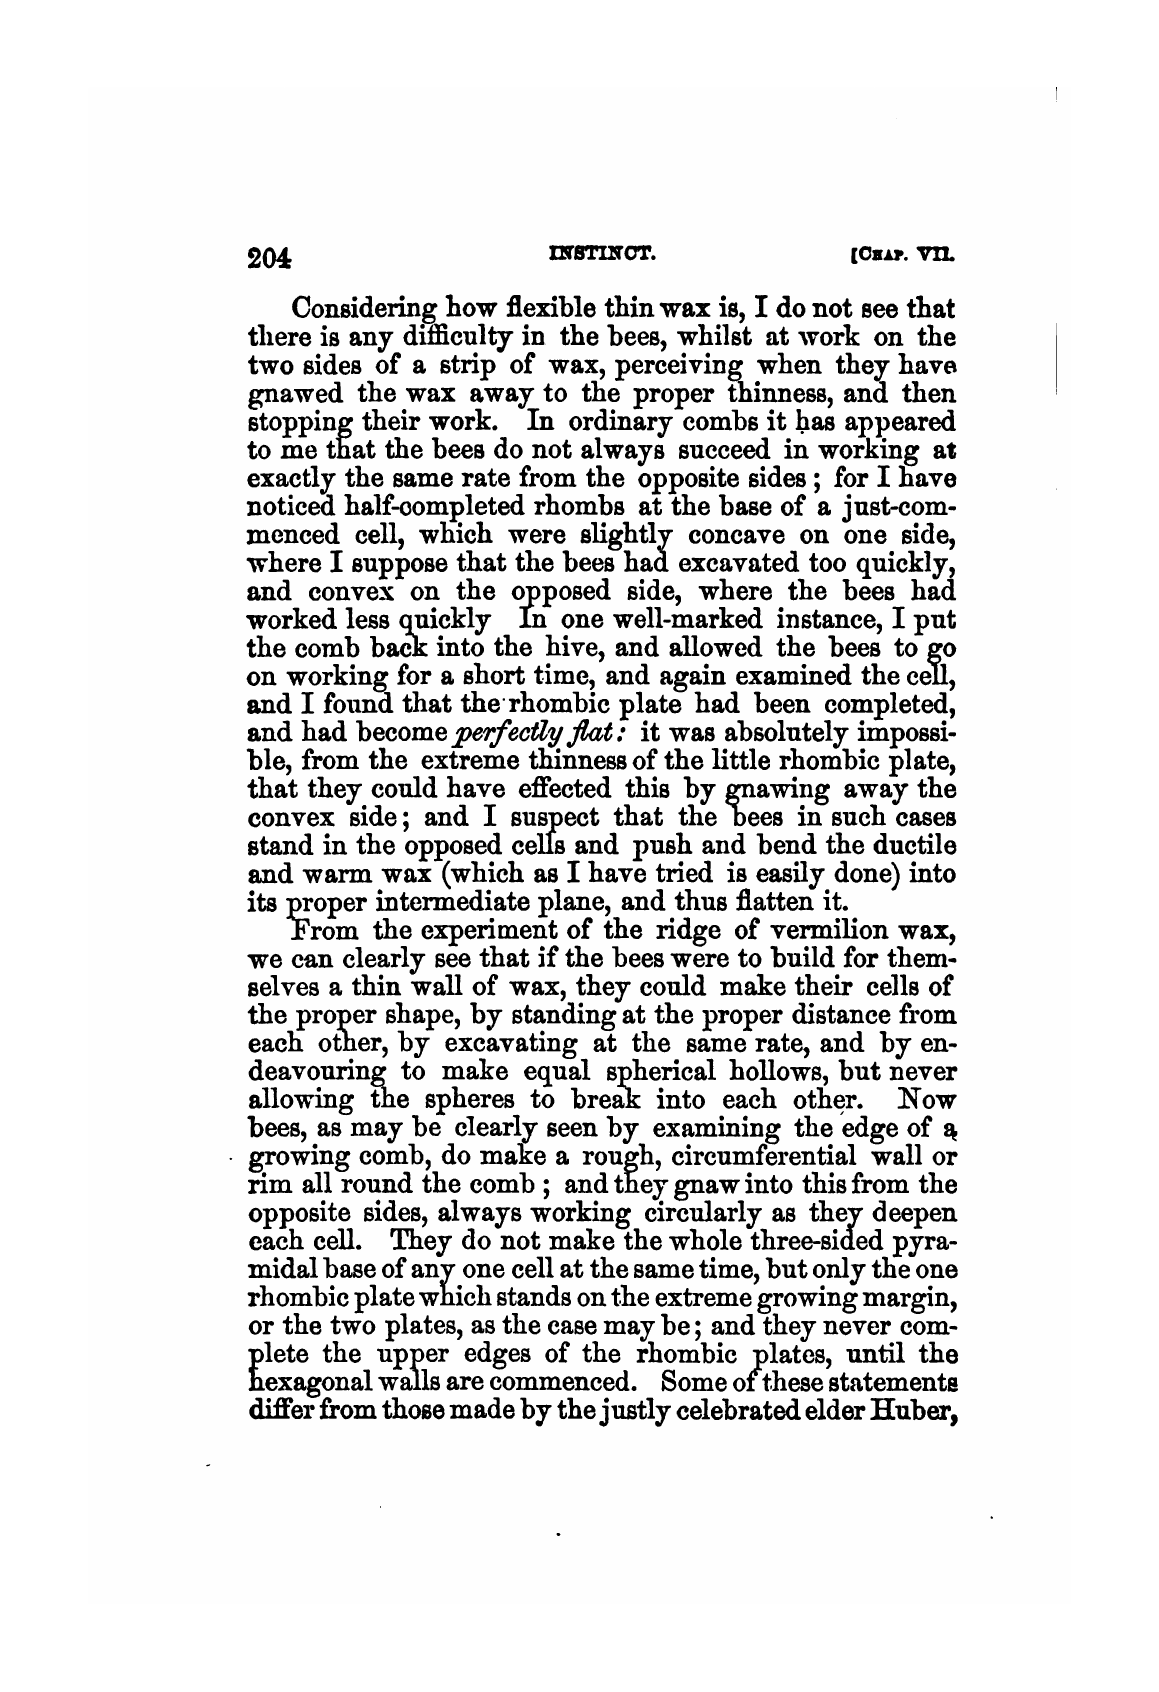 204 INSTINCT. [CHAP. VII.
Considering how flexible thin wax is, I do not see that
there is any difficulty in the bees, whilst at work on the
two sides of a strip of wax, perceiving when they have
gnawed the wax away to the proper thinness, and then
stopping their work. In ordinary combs it has appeared
to me that the bees do not always succeed in working at
exactly the same rate from the opposite sides; for I have
noticed half-completed rhombs at the base of a just-com-
menced cell, which were slightly concave on one side,
where I suppose that the bees had excavated too quickly,
and convex on the opposed side, where the bees had
worked less quickly In one well-marked instance, I put
the comb back into the hive, and allowed the bees to go
on working for a short time, and again examined the cell,
and I found that the rhombic plate had been completed,
and had become perfectly flat: it was absolutely impossi-
ble, from the extreme thinness of the little rhombic plate,
that they could have effected this by gnawing away the
convex side; and I suspect that the bees in such cases
stand in the opposed cells and push and bend the ductile
and warm wax (which as I have tried is easily done) into
its proper intermediate plane, and thus flatten it.
From the experiment of the ridge of vermilion wax,
we can clearly see that if the bees were to build for them-
selves a thin wall of wax, they could make their cells of
the proper shape, by standing at the proper distance from
each other, by excavating at the same rate, and by en-
deavouring to make equal spherical hollows, but never
allowing the spheres to break into each other. Now
bees, as may be clearly seen by examining the edge of a
growing comb, do make a rough, circumferential wall or
rim all round the comb; and they gnaw into this from the
opposite sides, always working circularly as they deepen
each cell. They do not make the whole three-sided pyra-
midal base of any one cell at the same time, but only the one
rhombic plate which stands on the extreme growing margin,
or the two plates, as the case may be; and they never com-
plete the upper edges of the rhombic plates, until the
hexagonal walls are commenced. Some of these statements
differ from those made by the justly celebrated elder Huber,